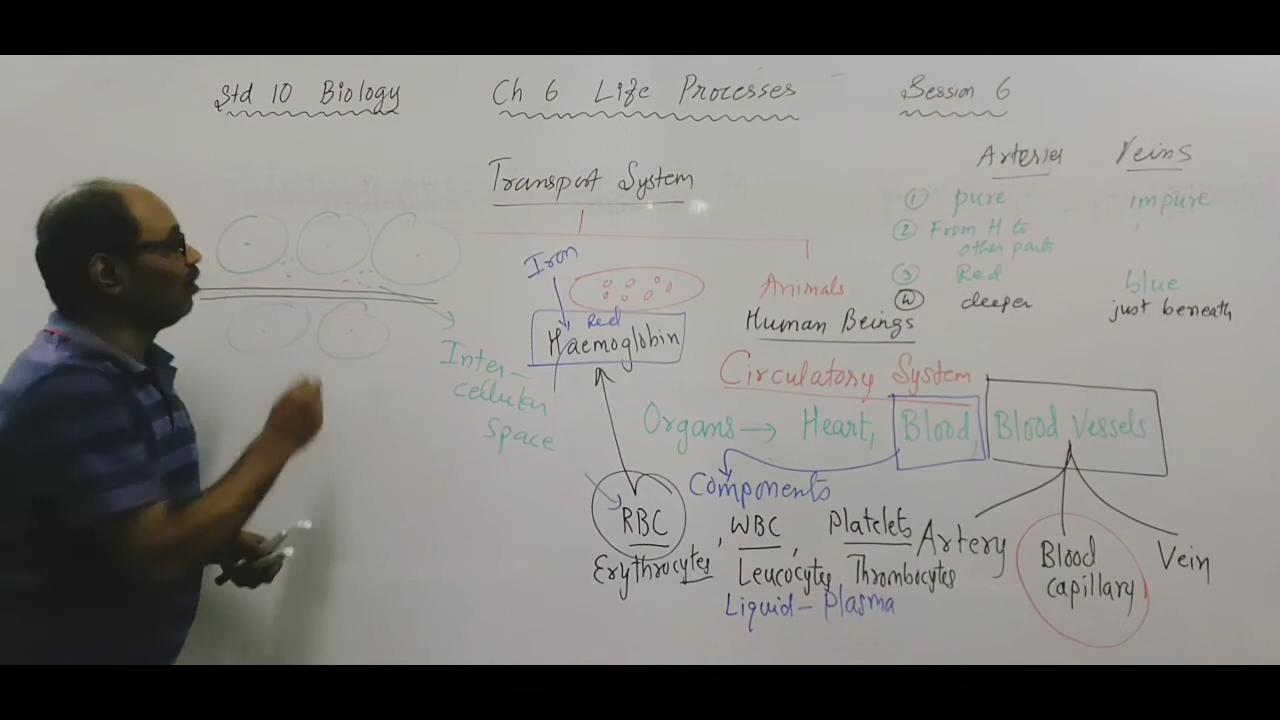 Std 10 Biology
Ch 6 Life Processes
Session 6
Transport System
Iron
Red
Haemoglobin
Inter-
cellular
Space
Animals
Human Beings
Circulatory System
Organs → Heart, Blood, Blood Vessels
Components
RBC, WBC, Platelets
Erythrocytes Leucocytes Thrombocytes
Liquid - Plasma
Artery
Blood
capillary
Vein
Arteries Veins
① pure impure
② From H to
other parts
③ Red blue
④ deeper just beneath